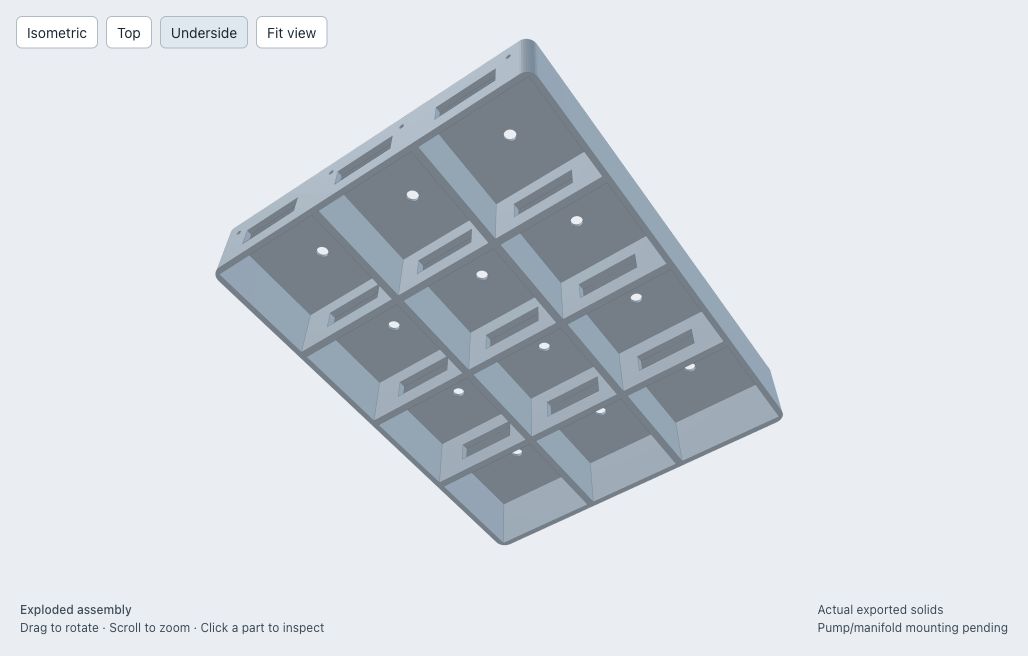 Isometric
Top
Underside
Fit view
Exploded assembly
Drag to rotate · Scroll to zoom · Click a part to inspect
Actual exported solids
Pump/manifold mounting pending